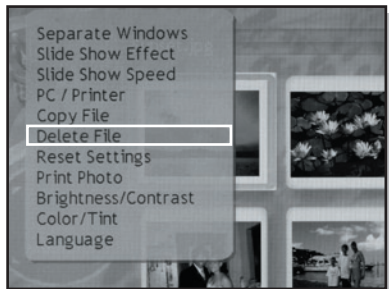 Separate Windows
Slide Show Effect
Slide Show Speed
PC / Printer
Copy File
Delete File
Reset Settings
Print Photo
Brightness/Contrast
Color/Tint
Language